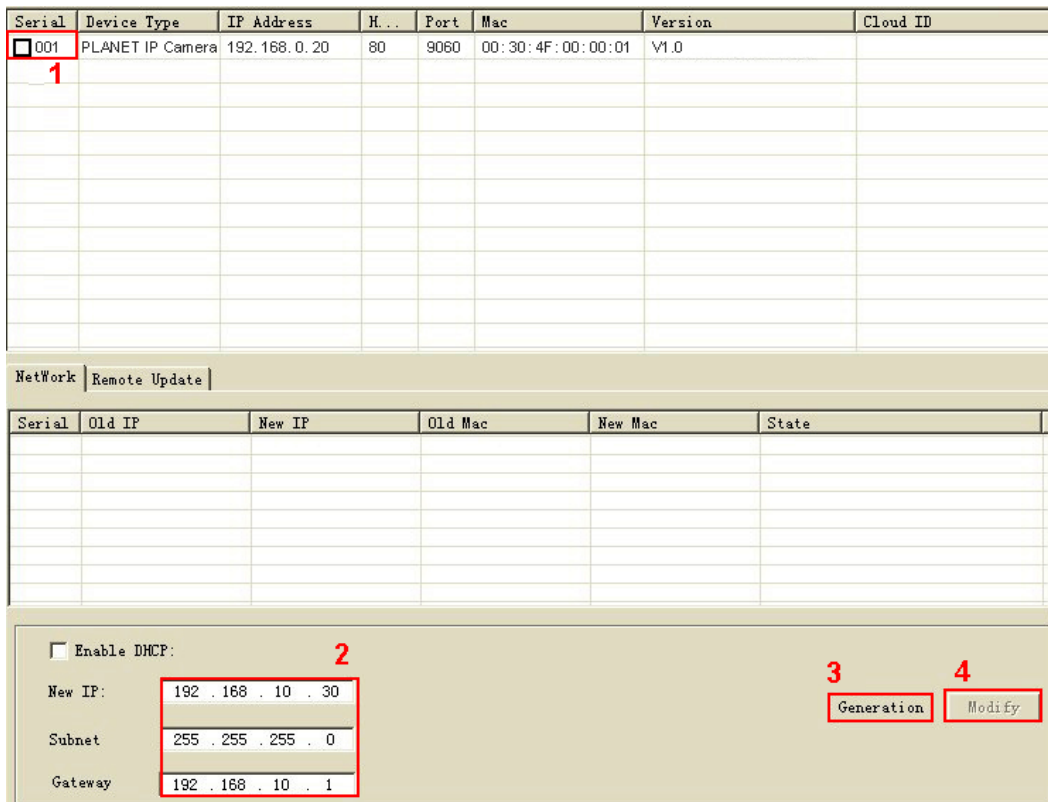 Serial Device Type IP Address H... Port Mac Version Cloud ID
001 PLANET IP Camera 192.168.0.20 80 9060 00:30:4F:00:00:01 V1.0
1
NetWork Remote Update
Serial Old IP New IP Old Mac New Mac State
Enable DHCP:
2
New IP: 192 . 168 . 10 . 30
3 4
Generation Modify
Subnet 255 . 255 . 255 . 0
Gateway 192 . 168 . 10 . 1